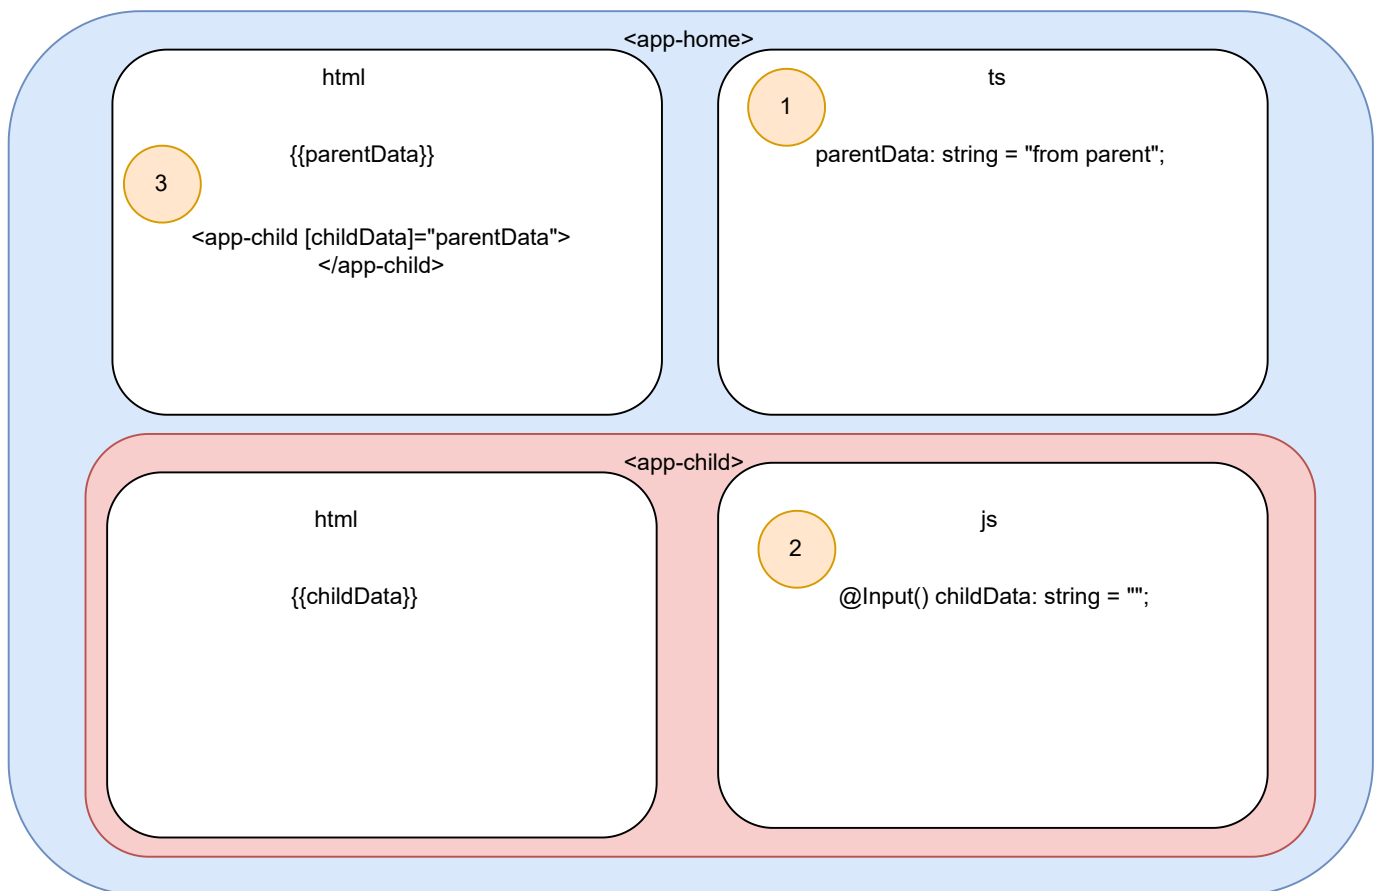 <app-home>
html
{{parentData}}
3
<app-child [childData]="parentData">
</app-child>
ts
1
parentData: string = "from parent";
<app-child>
html
{{childData}}
js
2
@Input() childData: string = "";